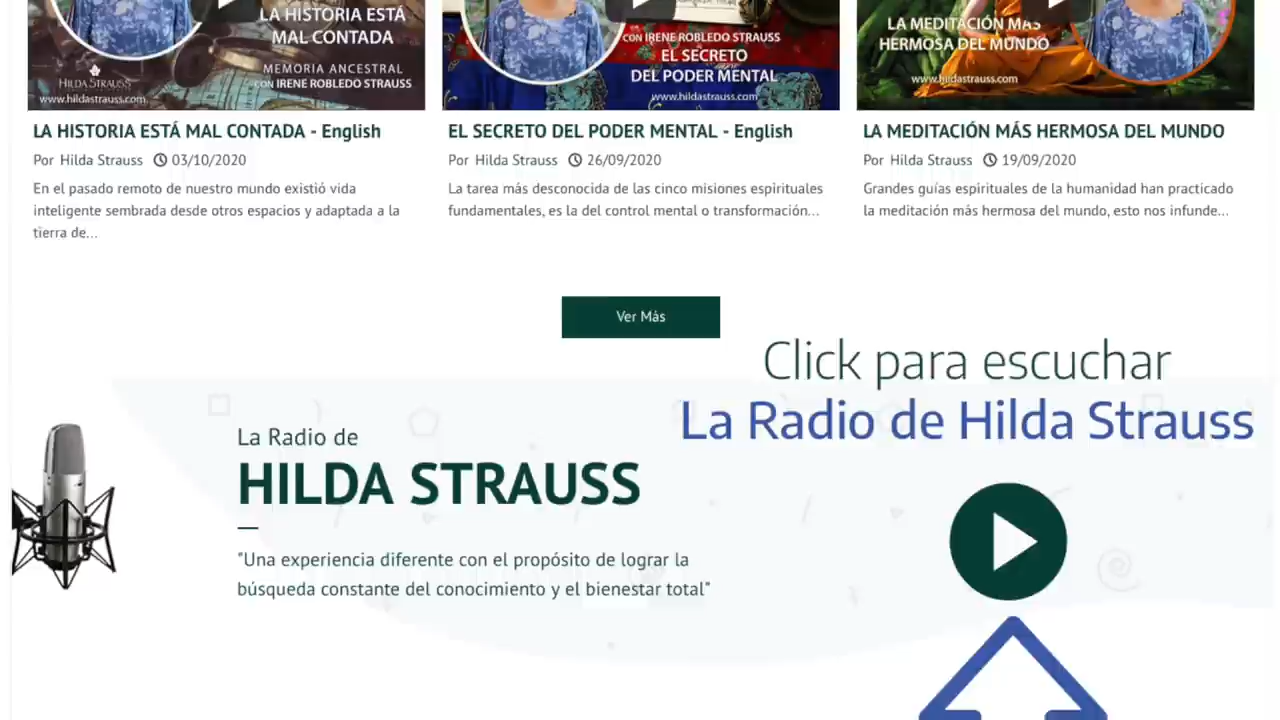 LA HISTORIA ESTÁ
MAL CONTADA
MEMORIA ANCESTRAL
CON IRENE ROBLEDO STRAUSS
HILDA STRAUSS
www.hildastrauss.com
CON IRENE ROBLEDO STRAUSS
EL SECRETO
DEL PODER MENTAL
www.hildastrauss.com
LA MEDITACIÓN MÁS
HERMOSA DEL MUNDO
www.hildastrauss.com
LA HISTORIA ESTÁ MAL CONTADA - English
Por Hilda Strauss 03/10/2020
En el pasado remoto de nuestro mundo existió vida
inteligente sembrada desde otros espacios y adaptada a la
tierra de...
EL SECRETO DEL PODER MENTAL - English
Por Hilda Strauss 26/09/2020
La tarea más desconocida de las cinco misiones espirituales
fundamentales, es la del control mental o transformación...
LA MEDITACIÓN MÁS HERMOSA DEL MUNDO
Por Hilda Strauss 19/09/2020
Grandes guías espirituales de la humanidad han practicado
la meditación más hermosa del mundo, esto nos infunde...
Ver Más
Click para escuchar
La Radio de Hilda Strauss
La Radio de
HILDA STRAUSS
"Una experiencia diferente con el propósito de lograr la
búsqueda constante del conocimiento y el bienestar total"